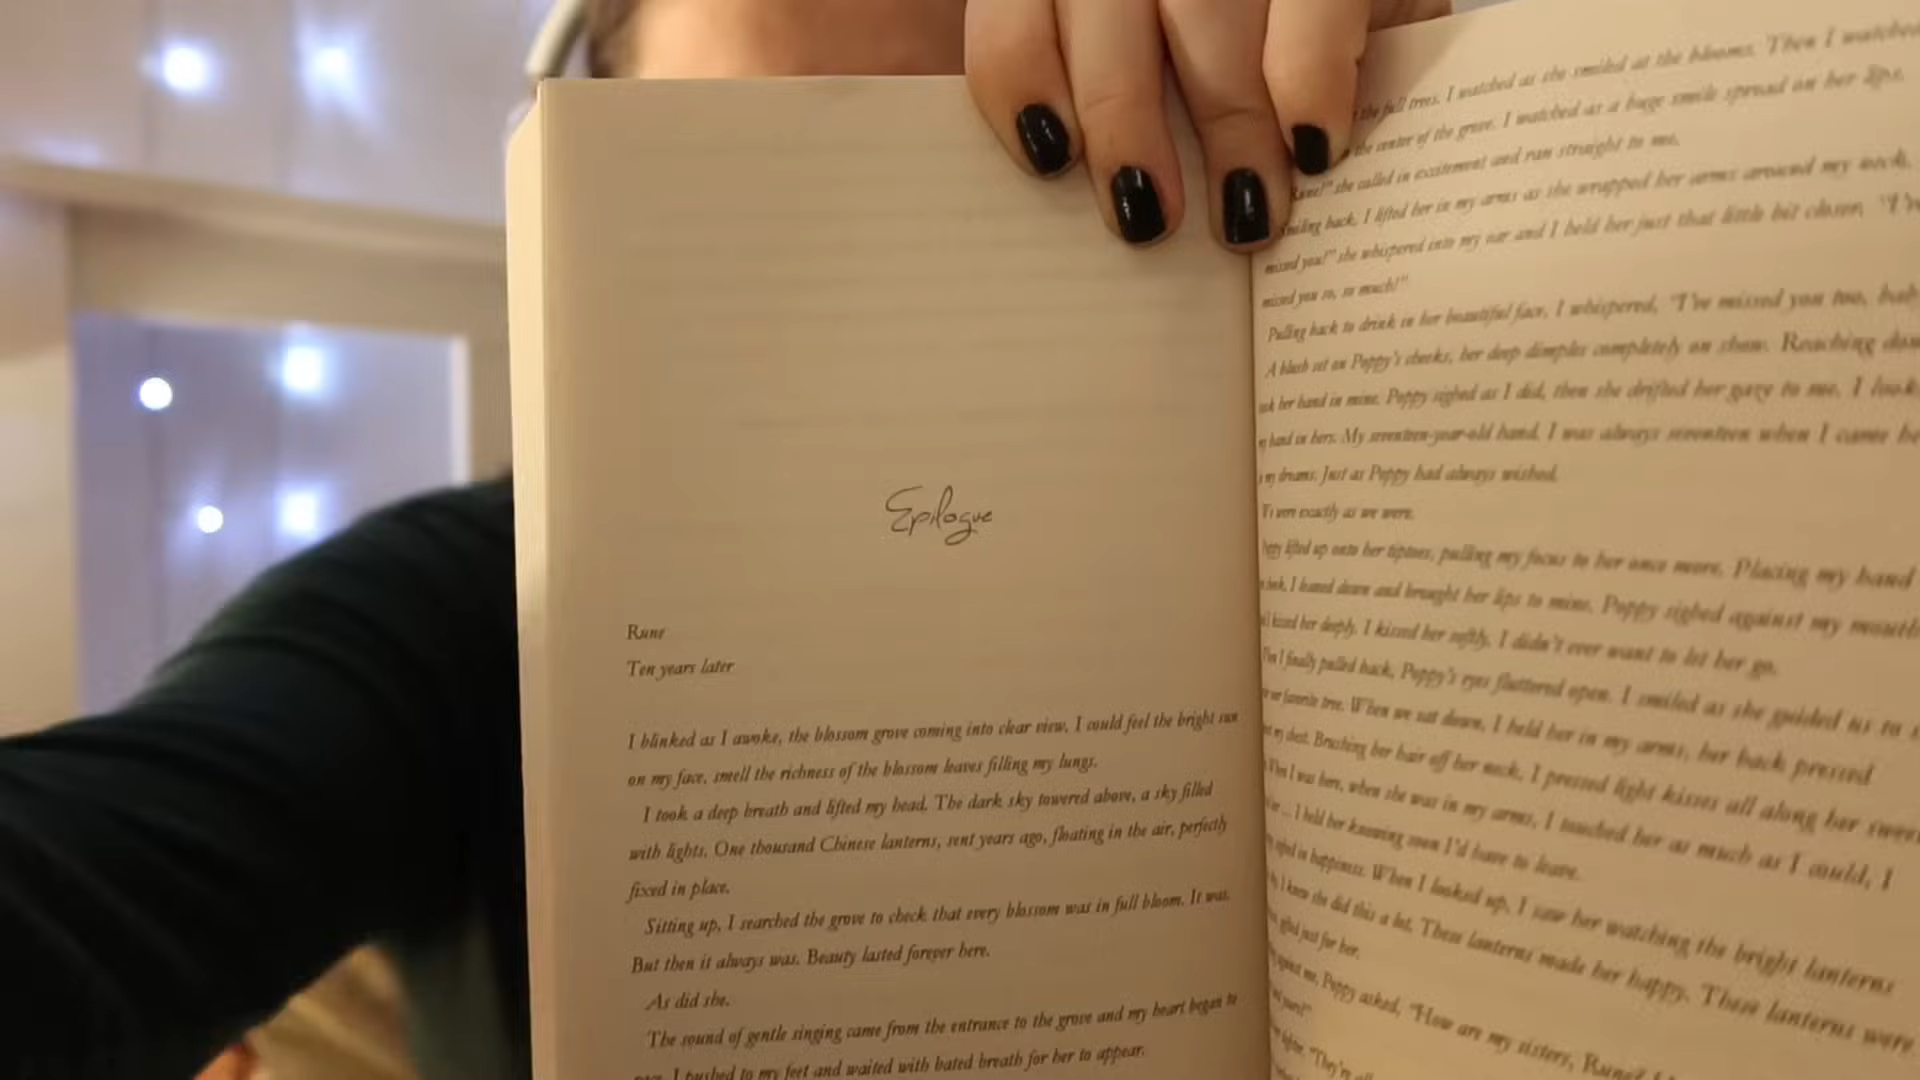 Epilogue
Rune
Ten years later
I blinked as I awoke, the blossom grove coming into clear view. I could feel the bright sun
on my face, smell the richness of the blossom leaves filling my lungs.
I took a deep breath and lifted my head. The dark sky towered above, a sky filled
with lights. One thousand Chinese lanterns, sent years ago, floating in the air, perfectly
fixed in place.
Sitting up, I searched the grove to check that every blossom was in full bloom. It was.
But then it always was. Beauty lasted forever here.
As did she.
The sound of gentle singing came from the entrance to the grove and my heart began to
I pushed to my feet and waited with bated breath for her to appear.
the full trees. I watched as she smiled at the blooms. Then I watched
the center of the grove. I watched as a huge smile spread on her lips.
"Rune!" she called in excitement and ran straight to me.
Smiling back, I lifted her in my arms as she wrapped her arms around my neck.
missed you!" she whispered into my ear and I held her just that little bit closer. "I've
missed you so, so much!"
Pulling back to drink in her beautiful face, I whispered, "I've missed you too,
A blush set on Poppy's cheeks, her deep dimples completely on show. Reaching
her hand in mine. Poppy sighed as I did, then she drifted her gaze to me. I
hand in hers. My seventeen-year-old hand. I was always seventeen when I came
my dreams. Just as Poppy had always wished.
were exactly as we were.
lifted up onto her tiptoes, pulling my focus to her once more. Placing my hand
I leaned down and brought her lips to mine. Poppy sighed against my mouth
kissed her deeply. I kissed her softly. I didn't ever want to let her go.
I finally pulled back, Poppy's eyes fluttered open. I smiled as she guided us to
favorite tree. When we sat down, I held her in my arms, her back pressed
my chest. Brushing her hair off her neck, I pressed light kisses all along her sweet
I was here, when she was in my arms, I touched her as much as I could, I
... I held her knowing soon I'd have to leave.
in happiness. When I looked up, I saw her watching the bright lanterns
I knew she did this a lot. These lanterns made her happy. These lanterns were
just for her.
me, Poppy asked, "How are my sisters, Rune?